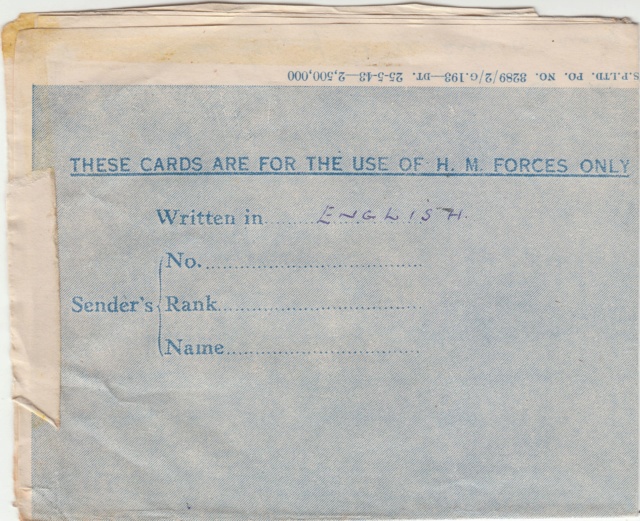 S.P.LTD. PO. NO. 8289/2/G.193—DT. 25-5-43—2,500,000
THESE CARDS ARE FOR THE USE OF H. M. FORCES ONLY
Written in........ENGLISH.
No...............................
Sender's
Rank...............................
Name...............................